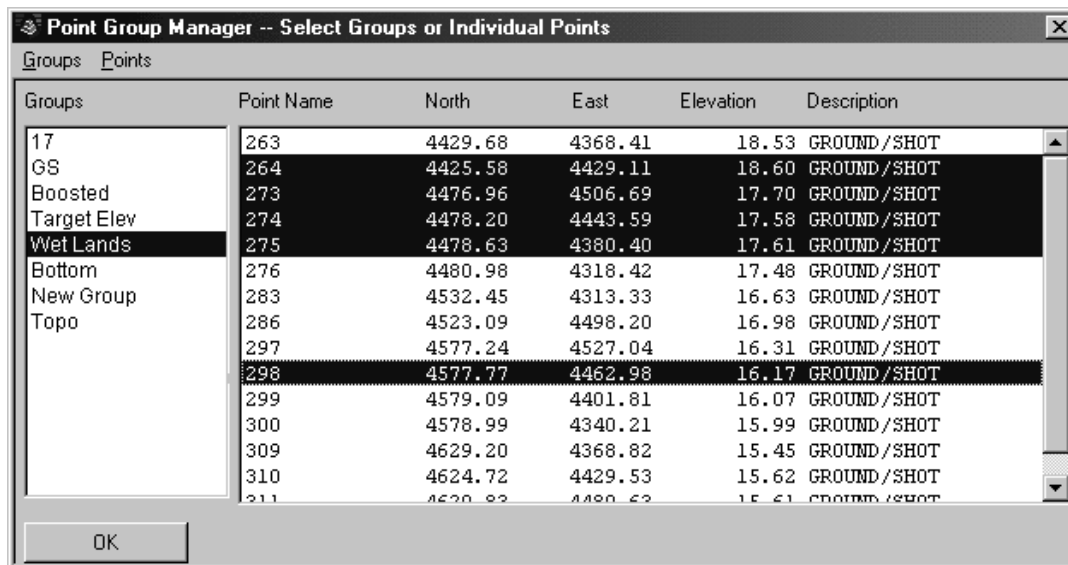 Point Group Manager -- Select Groups or Individual Points
Groups Points
Groups Point Name North East Elevation Description
17
GS
Boosted
Target Elev
Wet Lands
Bottom
New Group
Topo
263 4429.68 4368.41 18.53 GROUND/SHOT
264 4425.58 4429.11 18.60 GROUND/SHOT
273 4476.96 4506.69 17.70 GROUND/SHOT
274 4478.20 4443.59 17.58 GROUND/SHOT
275 4478.63 4380.40 17.61 GROUND/SHOT
276 4480.98 4318.42 17.48 GROUND/SHOT
283 4532.45 4313.33 16.63 GROUND/SHOT
286 4523.09 4498.20 16.98 GROUND/SHOT
297 4577.24 4527.04 16.31 GROUND/SHOT
298 4577.77 4462.98 16.17 GROUND/SHOT
299 4579.09 4401.81 16.07 GROUND/SHOT
300 4578.99 4340.21 15.99 GROUND/SHOT
309 4629.20 4368.82 15.45 GROUND/SHOT
310 4624.72 4429.53 15.62 GROUND/SHOT
311 GROUND/SHOT
OK